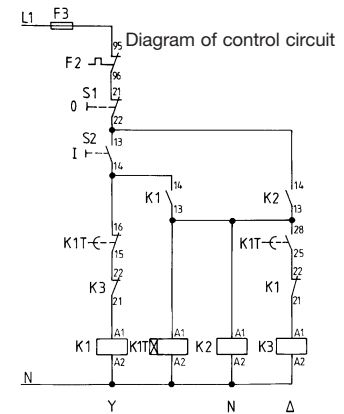 L1
F3
Diagram of control circuit
95
F2
96
S1
21
0
22
S2
13
I
14
14
14
K1
K2
13
13
16
28
K1T
K1T
15
25
22
22
K3
K1
21
21
A1
A1
A1
A1
K1
K1T
K2
K3
A2
A2
A2
A2
N
Y
N
Δ